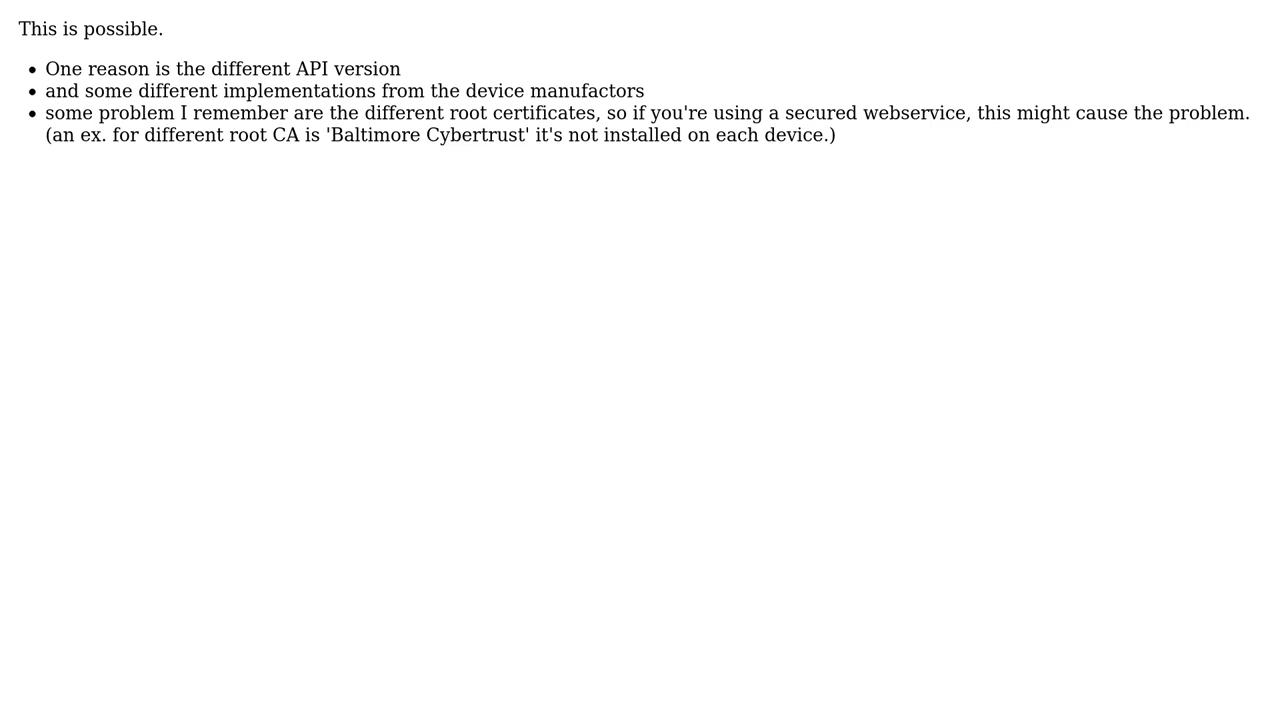 This is possible.
• One reason is the different API version
• and some different implementations from the device manufactors
• some problem I remember are the different root certificates, so if you're using a secured webservice, this might cause the problem.
(an ex. for different root CA is 'Baltimore Cybertrust' it's not installed on each device.)